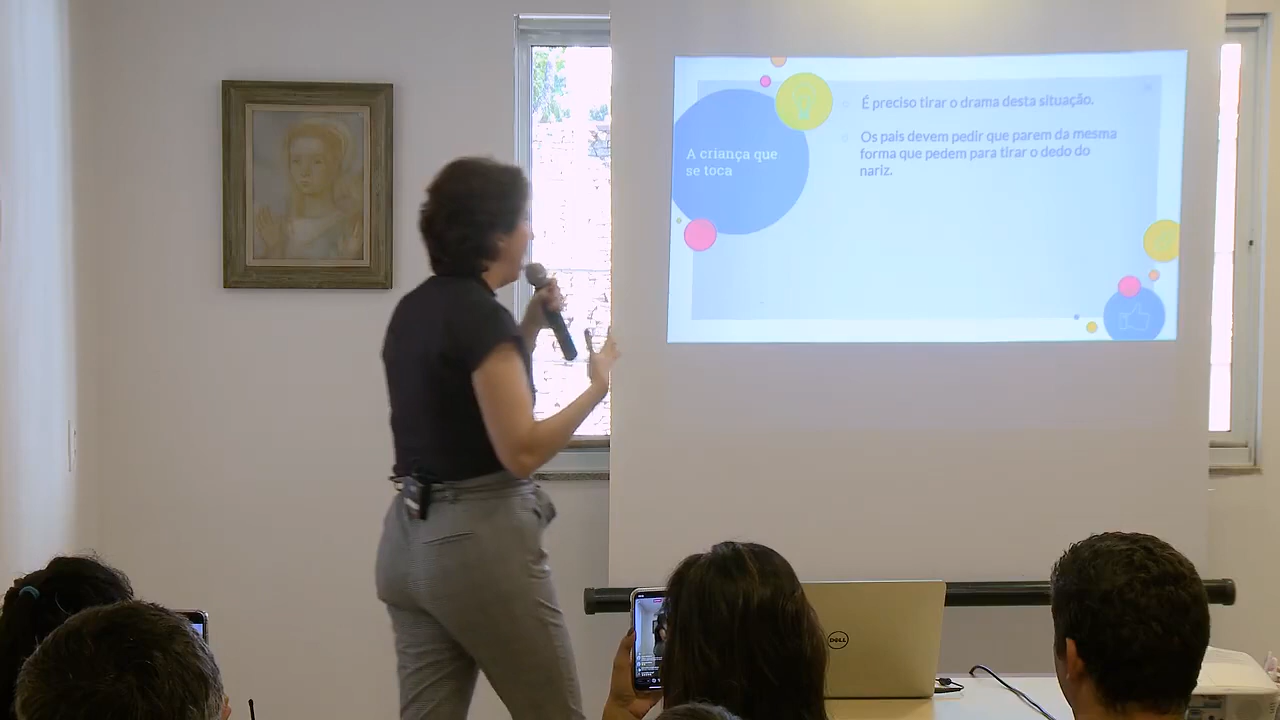 A criança que
se toca
É preciso tirar o drama desta situação.
Os pais devem pedir que parem da mesma
forma que pedem para tirar o dedo do
nariz.
DELL